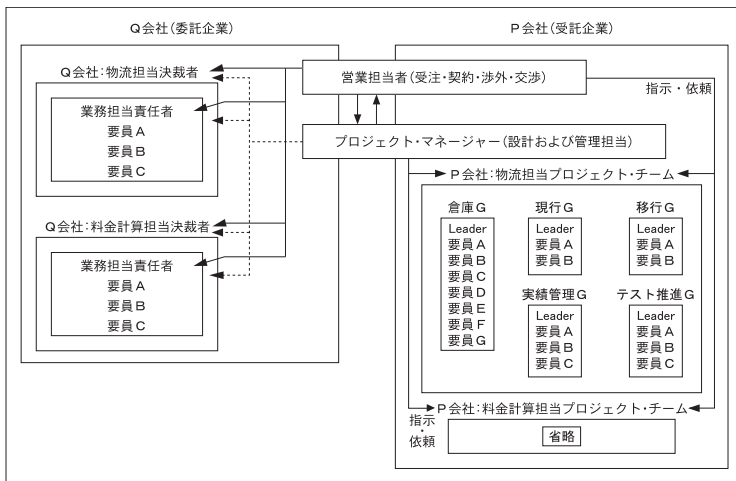 Q会社(委託企業)
P会社(受託企業)
Q会社:物流担当決裁者
業務担当責任者
要員A
要員B
要員C
Q会社:料金計算担当決裁者
業務担当責任者
要員A
要員B
要員C
営業担当者(受注・契約・渉外・交渉)
指示・依頼
プロジェクト・マネージャー(設計および管理担当)
P会社:物流担当プロジェクト・チーム
倉庫G
Leader
要員A
要員B
要員C
要員D
要員E
要員F
要員G
現行G
Leader
要員A
要員B
移行G
Leader
要員A
要員B
実績管理G
Leader
要員A
要員B
要員C
テスト推進G
Leader
要員A
要員B
要員C
P会社:料金計算担当プロジェクト・チーム
指示
・
依頼
省略